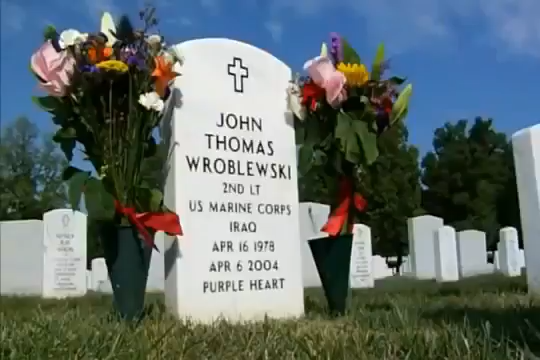 JOHN
THOMAS
WROBLEWSKI
2ND LT
US MARINE CORPS
IRAQ
APR 16 1978
APR 6 2004
PURPLE HEART